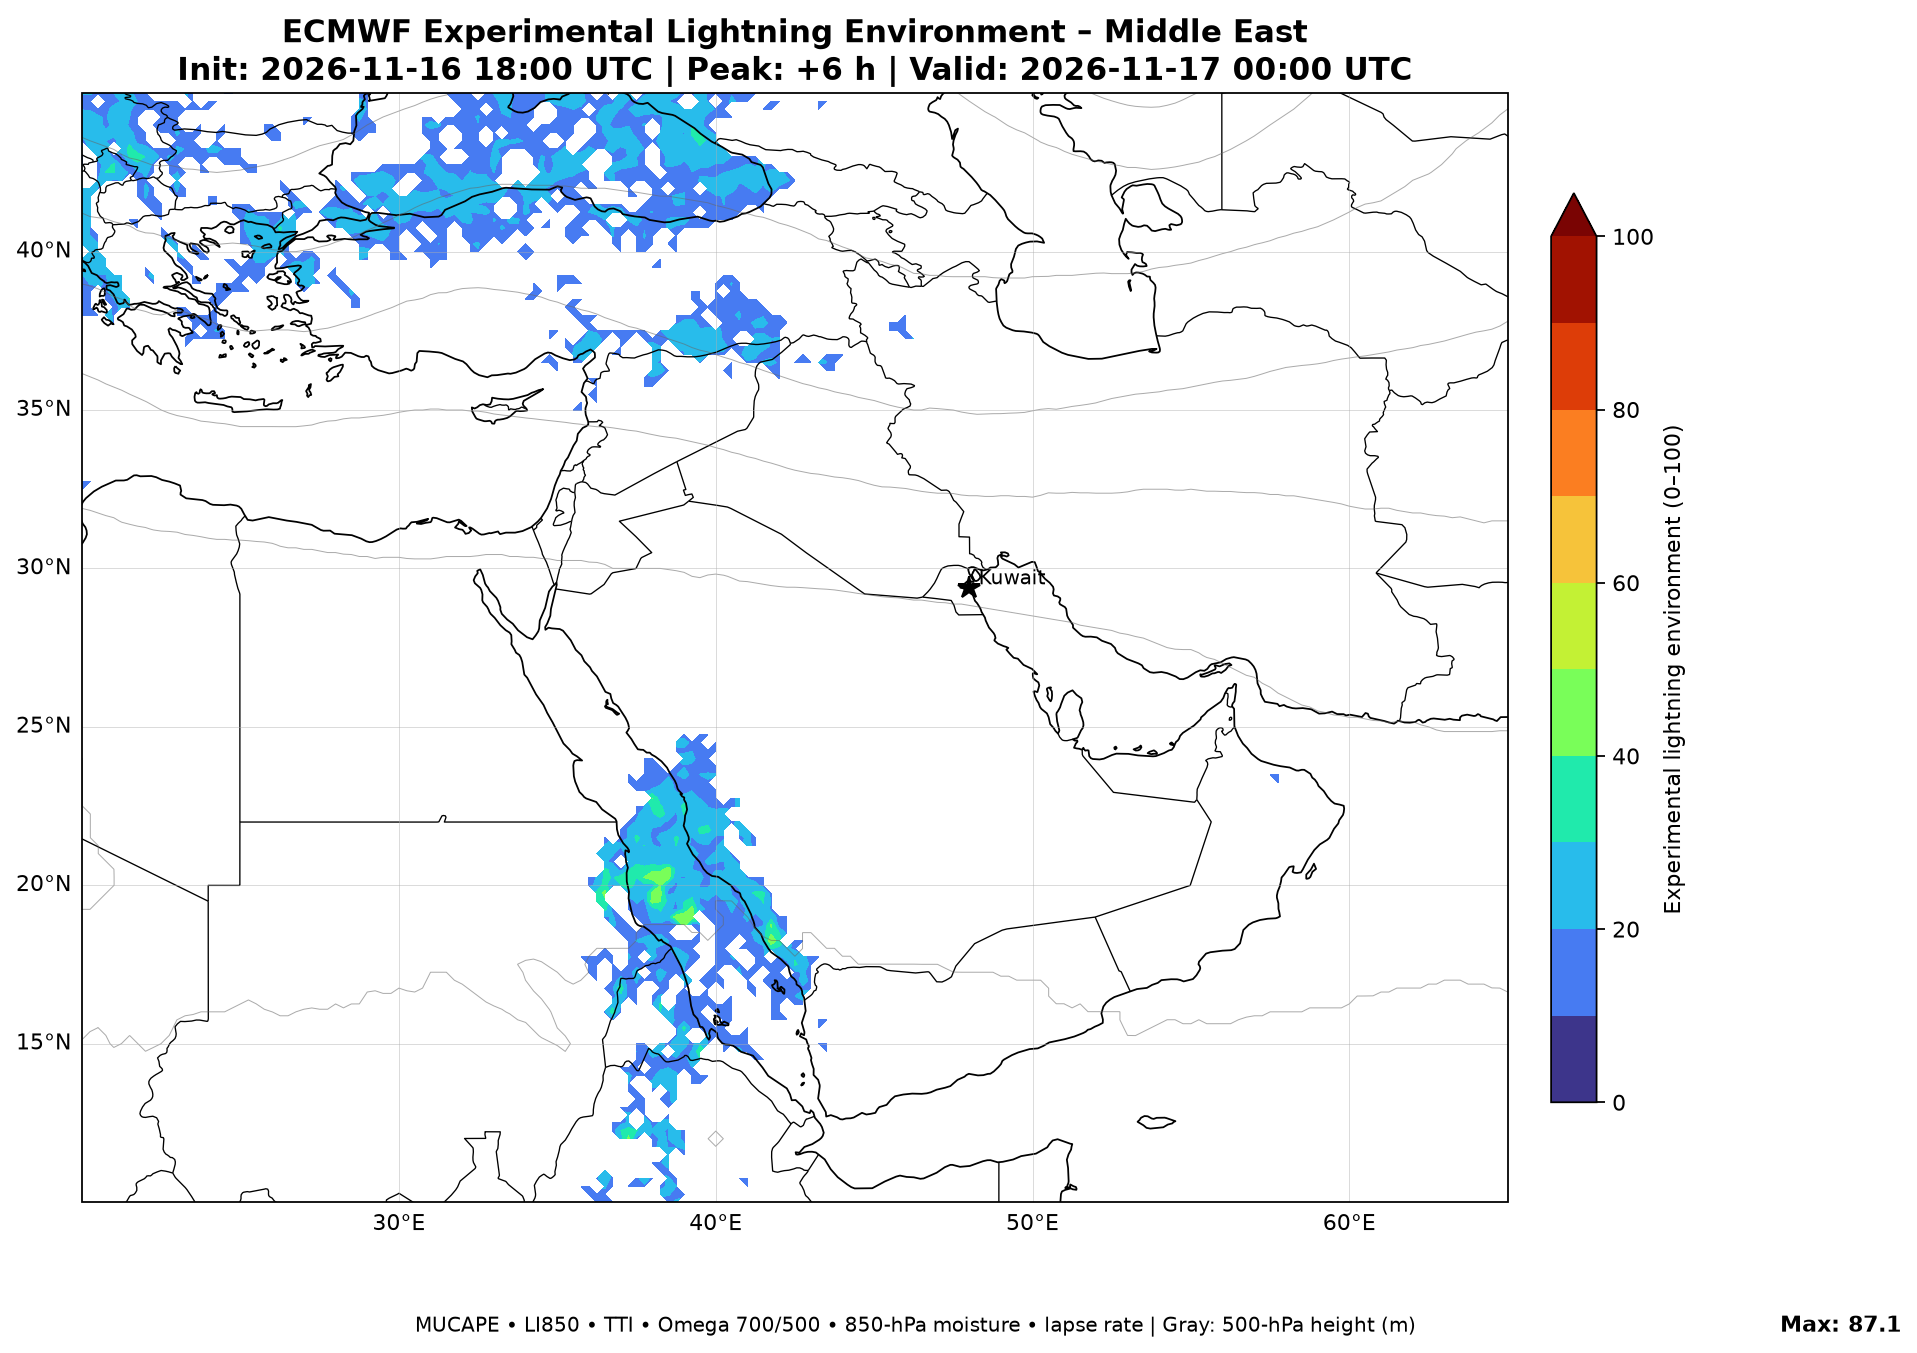 ECMWF Experimental Lightning Environment – Middle East
Init: 2026-11-16 18:00 UTC | Peak: +6 h | Valid: 2026-11-17 00:00 UTC
40°N
35°N
30°N
25°N
20°N
15°N
Kuwait
30°E
40°E
50°E
60°E
100
80
60
40
20
0
Experimental lightning environment (0–100)
MUCAPE • LI850 • TTI • Omega 700/500 • 850-hPa moisture • lapse rate | Gray: 500-hPa height (m)
Max: 87.1